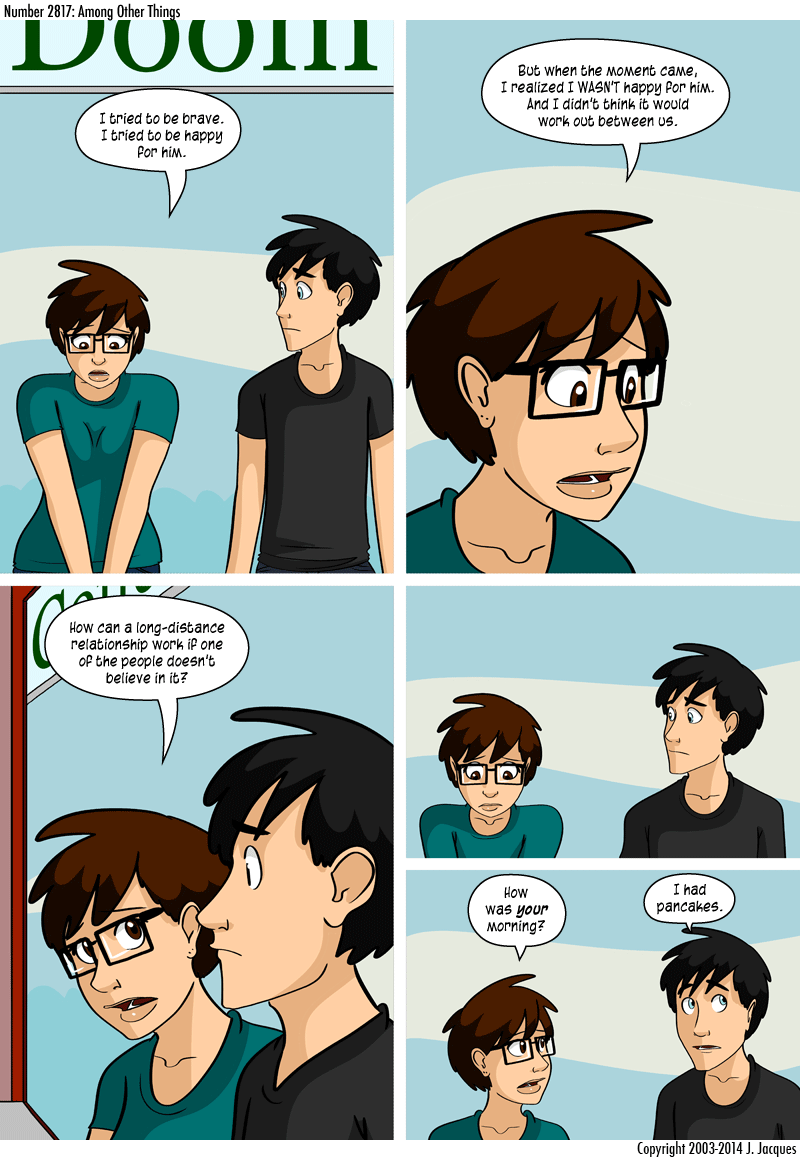 Number 2817: Among Other Things
Doom
I tried to be brave.
I tried to be happy
for him.
But when the moment came,
I realized I WASN'T happy for him.
And I didn't think it would
work out between us.
How can a long-distance
relationship work if one
of the people doesn't
believe in it?
How
was your
morning?
I had
pancakes.
Copyright 2003-2014 J. Jacques